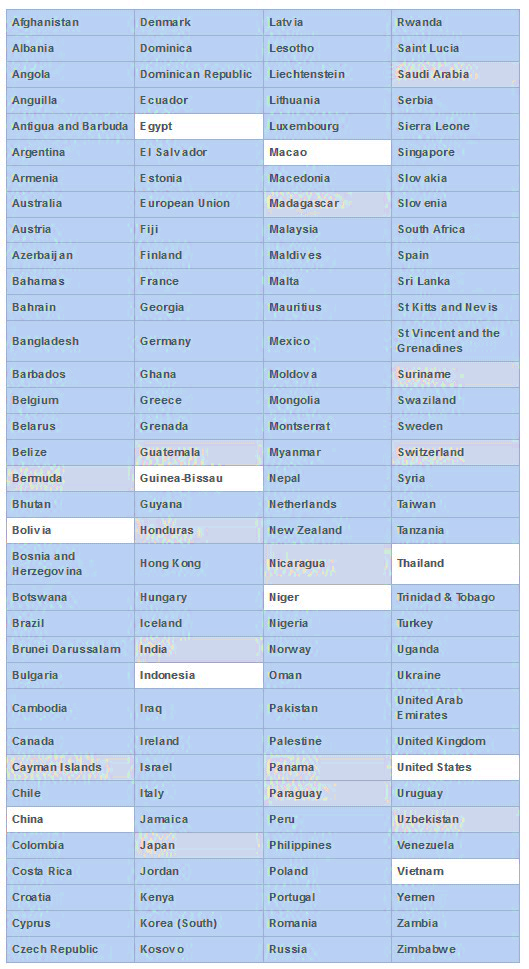 Afghanistan Denmark Latvia Rwanda
Albania Dominica Lesotho Saint Lucia
Angola Dominican Republic Liechtenstein Saudi Arabia
Anguilla Ecuador Lithuania Serbia
Antigua and Barbuda Egypt Luxembourg Sierra Leone
Argentina El Salvador Macao Singapore
Armenia Estonia Macedonia Slovakia
Australia European Union Madagascar Slovenia
Austria Fiji Malaysia South Africa
Azerbaijan Finland Maldives Spain
Bahamas France Malta Sri Lanka
Bahrain Georgia Mauritius St Kitts and Nevis
Bangladesh Germany Mexico St Vincent and the
Grenadines
Barbados Ghana Moldova Suriname
Belgium Greece Mongolia Swaziland
Belarus Grenada Montserrat Sweden
Belize Guatemala Myanmar Switzerland
Bermuda Guinea-Bissau Nepal Syria
Bhutan Guyana Netherlands Taiwan
Bolivia Honduras New Zealand Tanzania
Bosnia and
Herzegovina Hong Kong Nicaragua Thailand
Botswana Hungary Niger Trinidad & Tobago
Brazil Iceland Nigeria Turkey
Brunei Darussalam India Norway Uganda
Bulgaria Indonesia Oman Ukraine
Cambodia Iraq Pakistan United Arab
Emirates
Canada Ireland Palestine United Kingdom
Cayman Islands Israel Panama United States
Chile Italy Paraguay Uruguay
China Jamaica Peru Uzbekistan
Colombia Japan Philippines Venezuela
Costa Rica Jordan Poland Vietnam
Croatia Kenya Portugal Yemen
Cyprus Korea (South) Romania Zambia
Czech Republic Kosovo Russia Zimbabwe